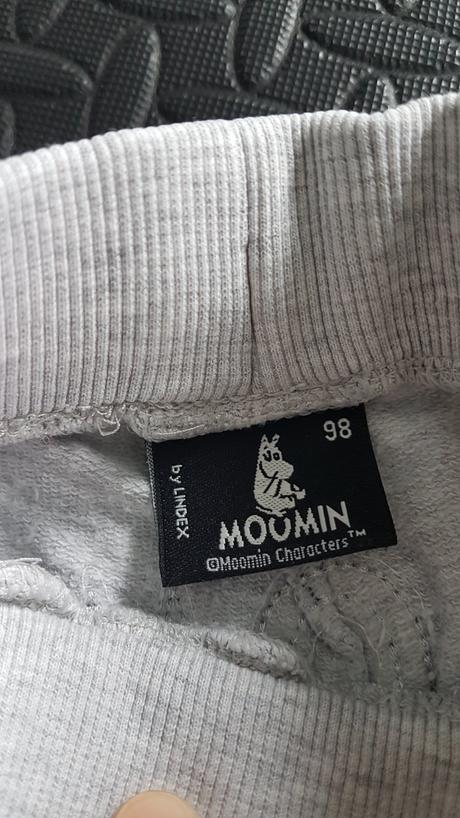 98
by LINDEX
MOOMIN
©Moomin Characters™